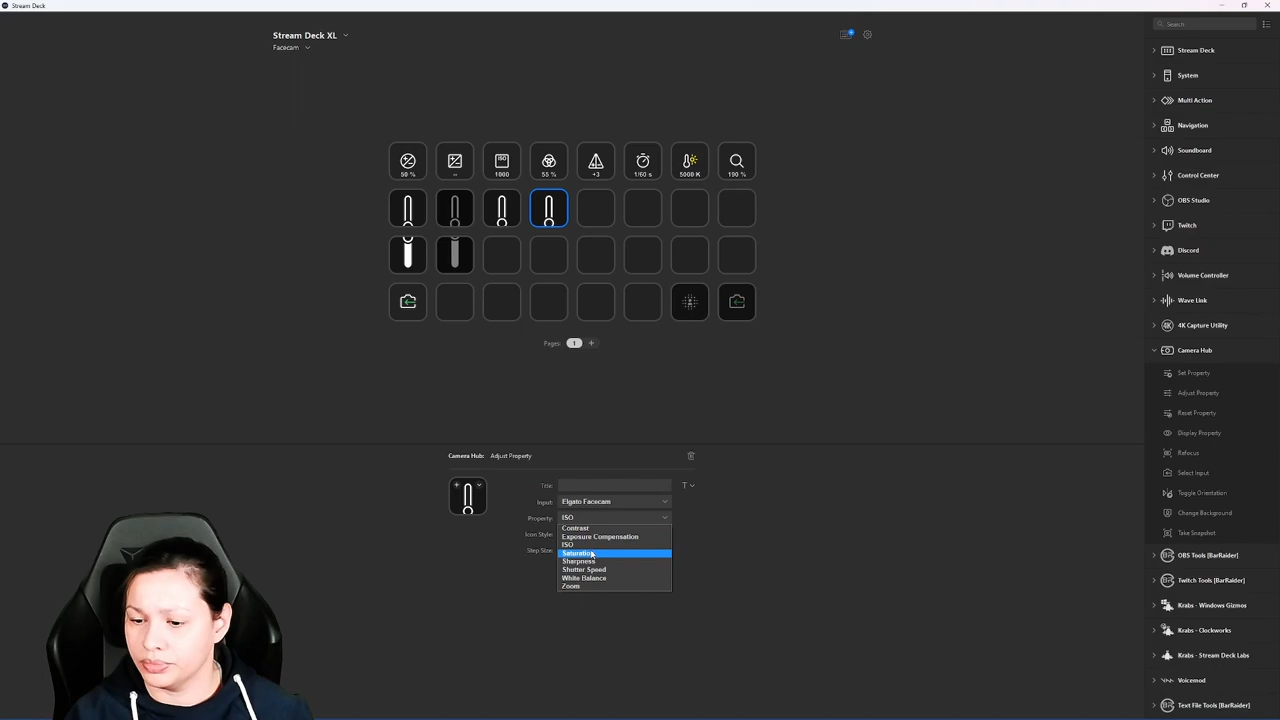 Stream Deck
Stream Deck XL
Facecam
Search
Stream Deck
System
Multi Action
Navigation
Soundboard
Control Center
OBS Studio
Twitch
Discord
Volume Controller
Wave Link
4K Capture Utility
Camera Hub
Set Property
Adjust Property
Reset Property
Display Property
Refocus
Select Input
Toggle Orientation
Change Background
Take Snapshot
OBS Tools [BarRaider]
Twitch Tools [BarRaider]
Krabs - Windows Gizmos
Krabs - Clockworks
Krabs - Stream Deck Labs
Voicemod
Text File Tools [BarRaider]
50 %
--
ISO
1000
55 %
+3
1/60 s
5000 K
190 %
Pages: 1 +
Camera Hub: Adjust Property
Title: T
Input: Elgato Facecam
Property: ISO
Icon Style:
Step Size:
Contrast
Exposure Compensation
ISO
Saturation
Sharpness
Shutter Speed
White Balance
Zoom